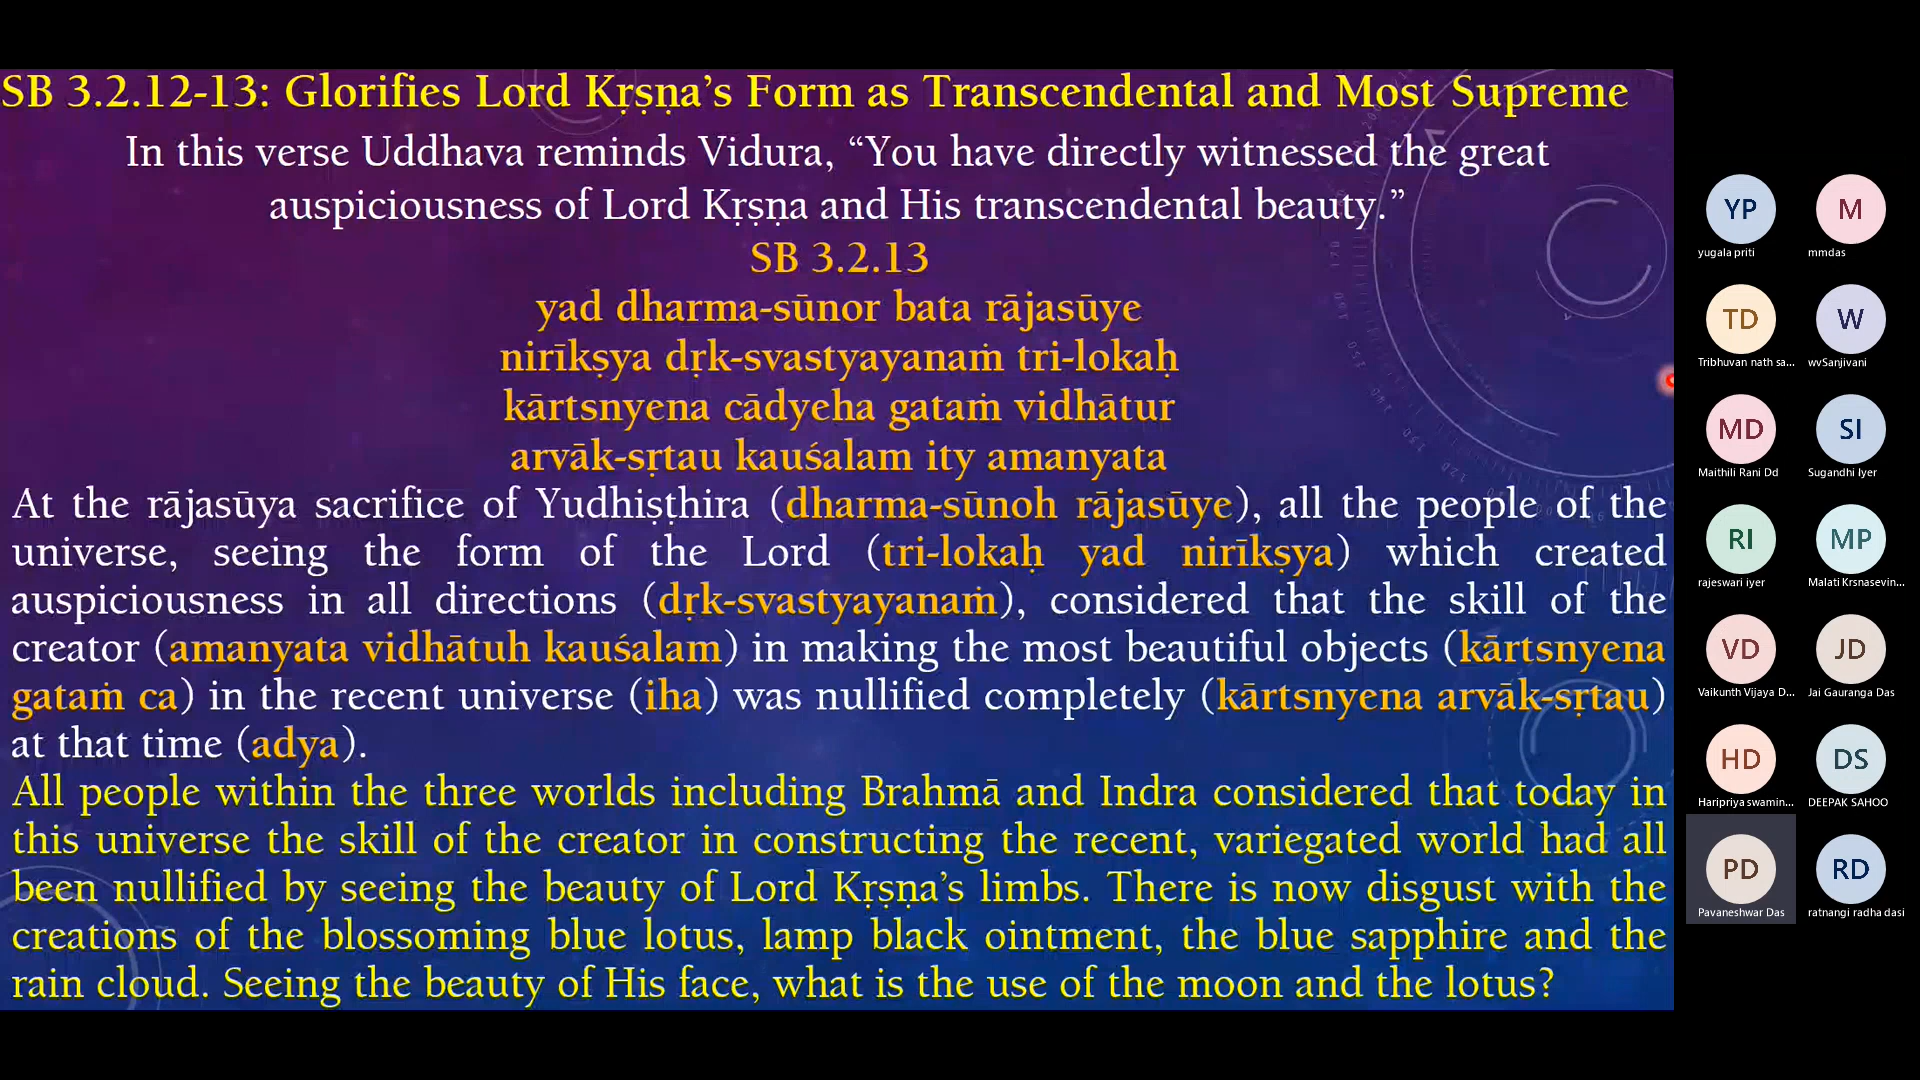 SB 3.2.12-13: Glorifies Lord Kṛṣṇa’s Form as Transcendental and Most Supreme
In this verse Uddhava reminds Vidura, “You have directly witnessed the great
auspiciousness of Lord Kṛṣṇa and His transcendental beauty.”
SB 3.2.13
yad dharma-sūnor bata rājasūye
nirīkṣya dṛk-svastyayanaṁ tri-lokaḥ
kārtsnyena cādyeha gataṁ vidhātur
arvāk-sṛtau kauśalam ity amanyata
At the rājasūya sacrifice of Yudhiṣṭhira (dharma-sūnoh rājasūye), all the people of the
universe, seeing the form of the Lord (tri-lokaḥ yad nirīkṣya) which created
auspiciousness in all directions (dṛk-svastyayanaṁ), considered that the skill of the
creator (amanyata vidhātuh kauśalam) in making the most beautiful objects (kārtsnyena
gataṁ ca) in the recent universe (iha) was nullified completely (kārtsnyena arvāk-sṛtau)
at that time (adya).
All people within the three worlds including Brahmā and Indra considered that today in
this universe the skill of the creator in constructing the recent, variegated world had all
been nullified by seeing the beauty of Lord Kṛṣṇa’s limbs. There is now disgust with the
creations of the blossoming blue lotus, lamp black ointment, the blue sapphire and the
rain cloud. Seeing the beauty of His face, what is the use of the moon and the lotus?
YP M
yugala priti mmdas
TD W
Tribhuvan nath sa... wvSanjivani
MD SI
Maithili Rani Dd Sugandhi Iyer
RI MP
rajeswari iyer Malati Krsnasevin...
VD JD
Vaikunth Vijaya D... Jai Gauranga Das
HD DS
Haripriya swamin... DEEPAK SAHOO
PD RD
Pavaneshwar Das ratnangi radha dasi